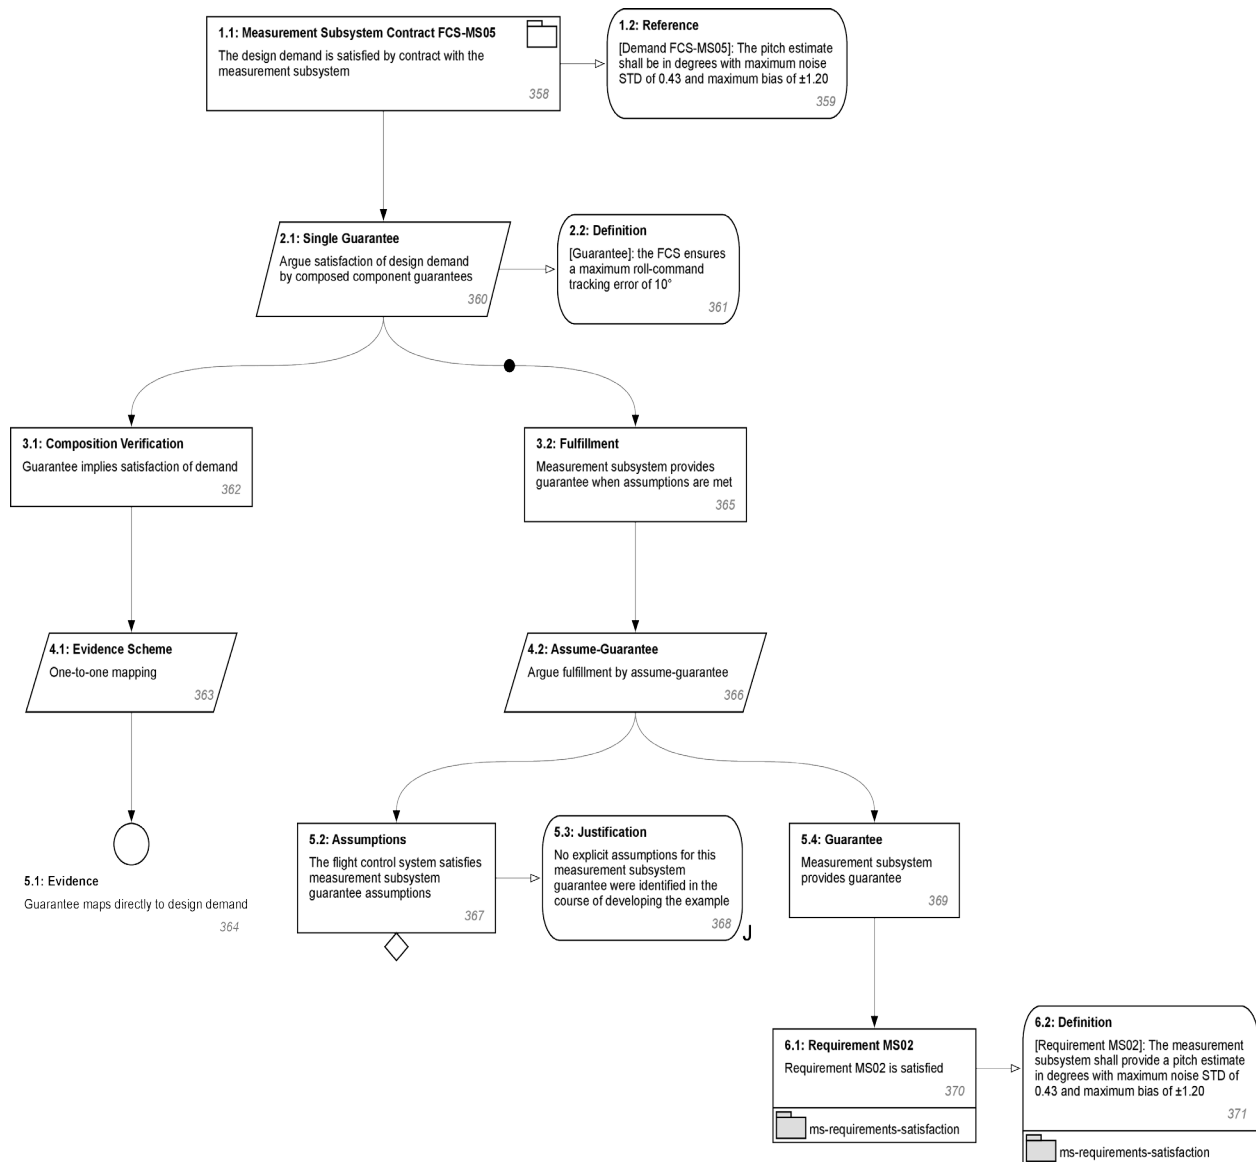 1.1: Measurement Subsystem Contract FCS-MS05
The design demand is satisfied by contract with the
measurement subsystem
358
1.2: Reference
[Demand FCS-MS05]: The pitch estimate
shall be in degrees with maximum noise
STD of 0.43 and maximum bias of ±1.20
359
2.1: Single Guarantee
Argue satisfaction of design demand
by composed component guarantees
360
2.2: Definition
[Guarantee]: the FCS ensures
a maximum roll-command
tracking error of 10°
361
3.1: Composition Verification
Guarantee implies satisfaction of demand
362
3.2: Fulfillment
Measurement subsystem provides
guarantee when assumptions are met
365
4.1: Evidence Scheme
One-to-one mapping
363
4.2: Assume-Guarantee
Argue fulfillment by assume-guarantee
366
5.1: Evidence
Guarantee maps directly to design demand
364
5.2: Assumptions
The flight control system satisfies
measurement subsystem
guarantee assumptions
367
5.3: Justification
No explicit assumptions for this
measurement subsystem
guarantee were identified in the
course of developing the example
368
J
5.4: Guarantee
Measurement subsystem
provides guarantee
369
6.1: Requirement MS02
Requirement MS02 is satisfied
370
ms-requirements-satisfaction
6.2: Definition
[Requirement MS02]: The measurement
subsystem shall provide a pitch estimate
in degrees with maximum noise STD of
0.43 and maximum bias of ±1.20
371
ms-requirements-satisfaction